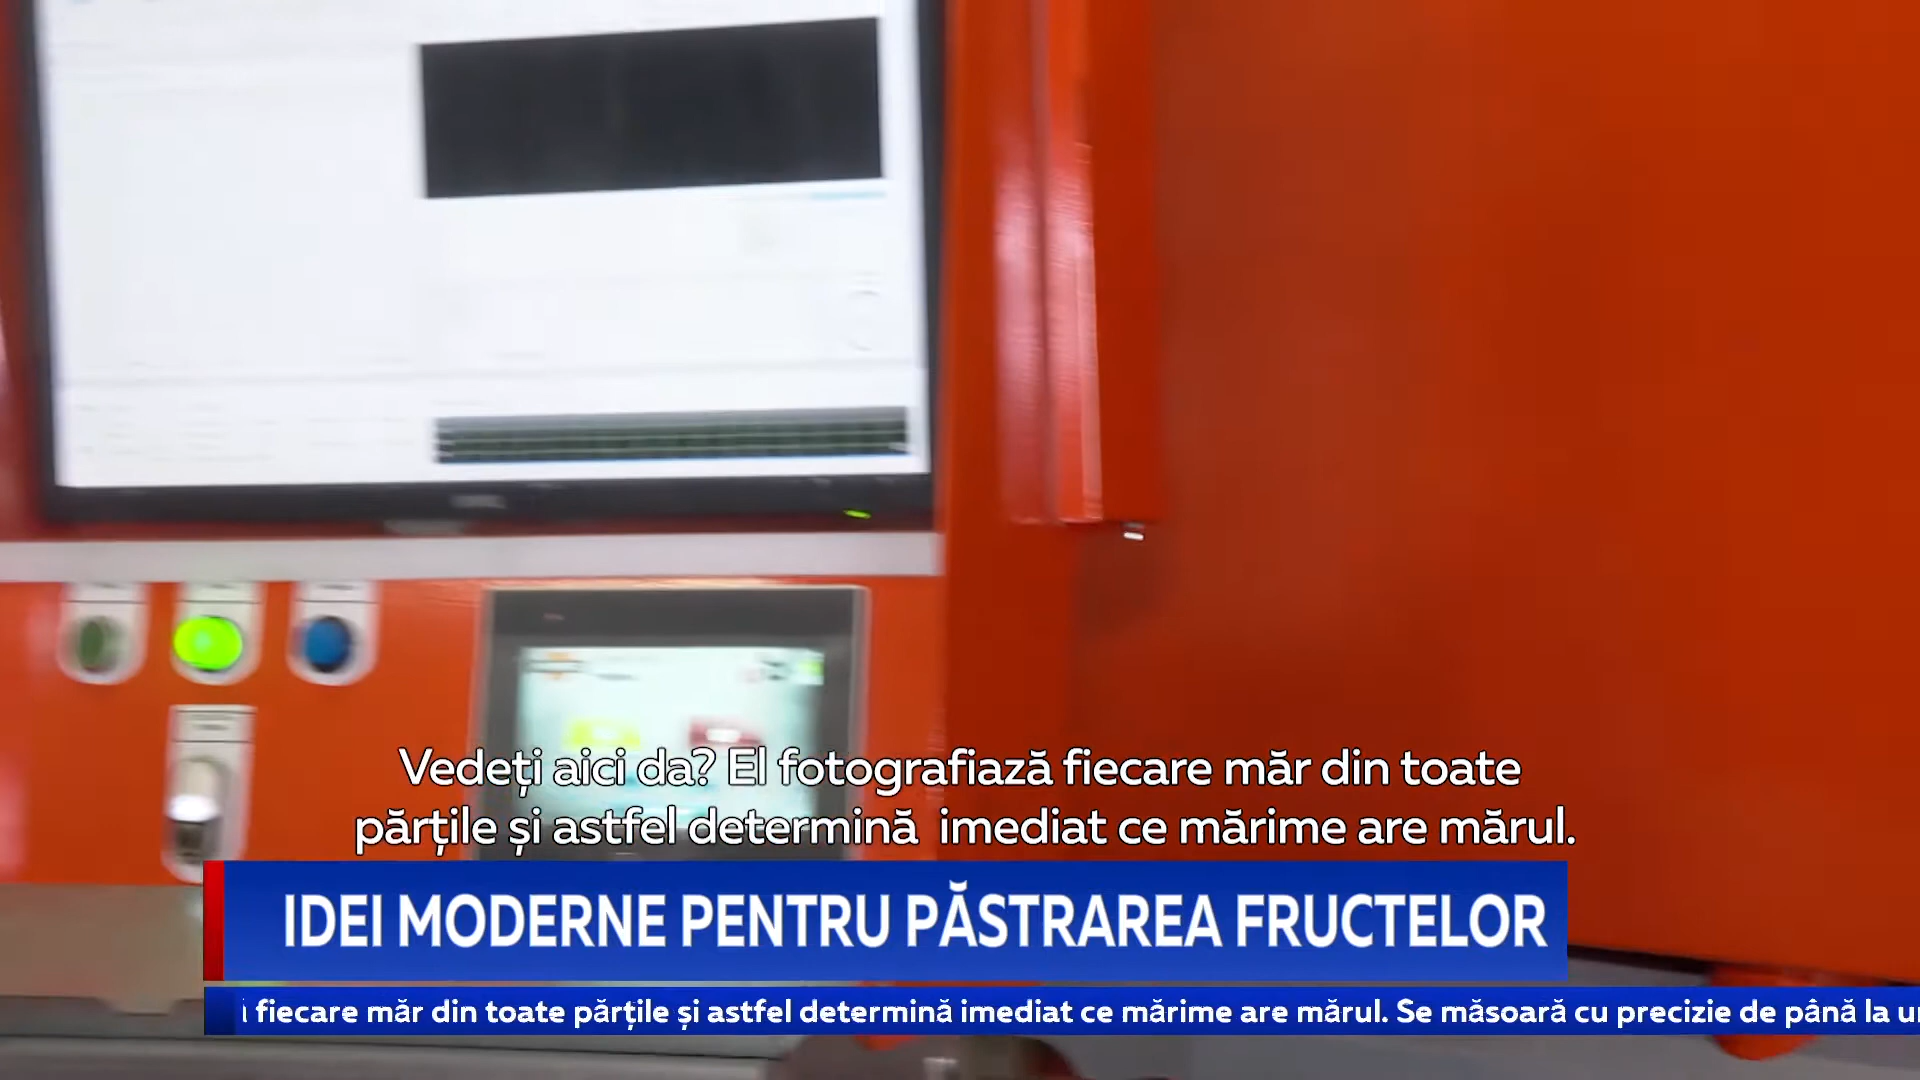 Vedeți aici da? El fotografiază fiecare măr din toate
părțile și astfel determină imediat ce mărime are mărul.
IDEI MODERNE PENTRU PĂSTRAREA FRUCTELOR
fiecare măr din toate părțile și astfel determină imediat ce mărime are mărul. Se măsoară cu precizie de până la